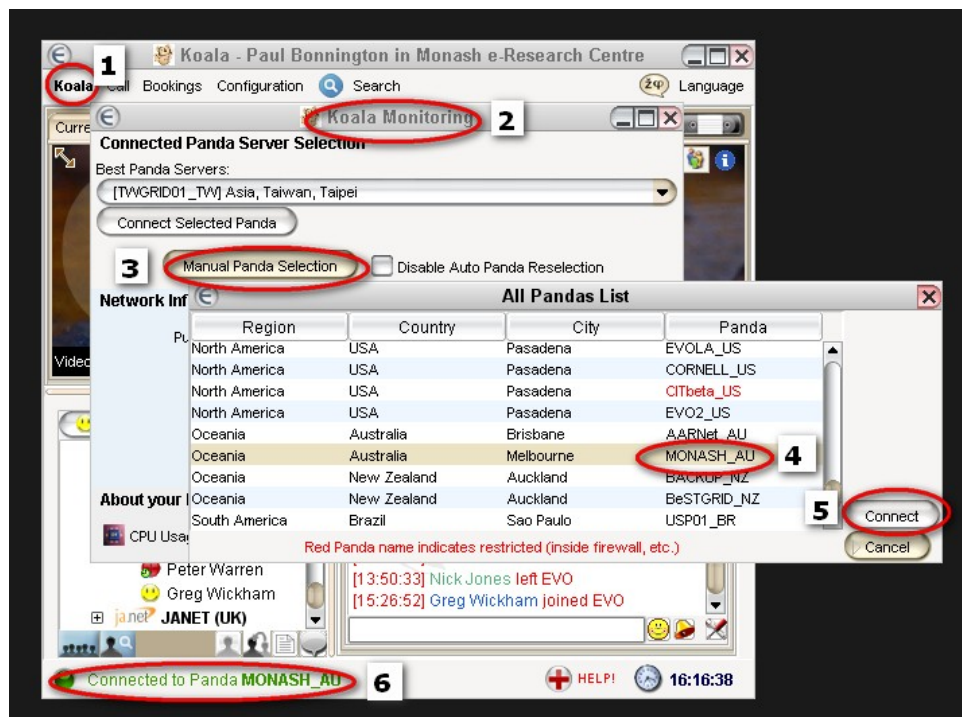 Koala - Paul Bonnington in Monash e-Research Centre
1
Koala Call Bookings Configuration Search Language
Koala Monitoring
2
Connected Panda Server Selection
Best Panda Servers:
[TWGRID01_TW] Asia, Taiwan, Taipei
Connect Selected Panda
3
Manual Panda Selection
Disable Auto Panda Reselection
All Pandas List
Network Inf
Region Country City Panda
North America USA Pasadena EVOLA_US
North America USA Pasadena CORNELL_US
North America USA Pasadena CITbeta_US
North America USA Pasadena EVO2_US
Oceania Australia Brisbane AARNet_AU
Oceania Australia Melbourne MONASH_AU
4
Oceania New Zealand Auckland BACKUP_NZ
Oceania New Zealand Auckland BeSTGRID_NZ
South America Brazil Sao Paulo USP01_BR
5
Connect
Cancel
Red Panda name indicates restricted (inside firewall, etc.)
About your
CPU Usa
Peter Warren
Greg Wickham
janet JANET (UK)
[13:50:33] Nick Jones left EVO
[15:26:52] Greg Wickham joined EVO
Connected to Panda MONASH_AU
6
HELP!
16:16:38